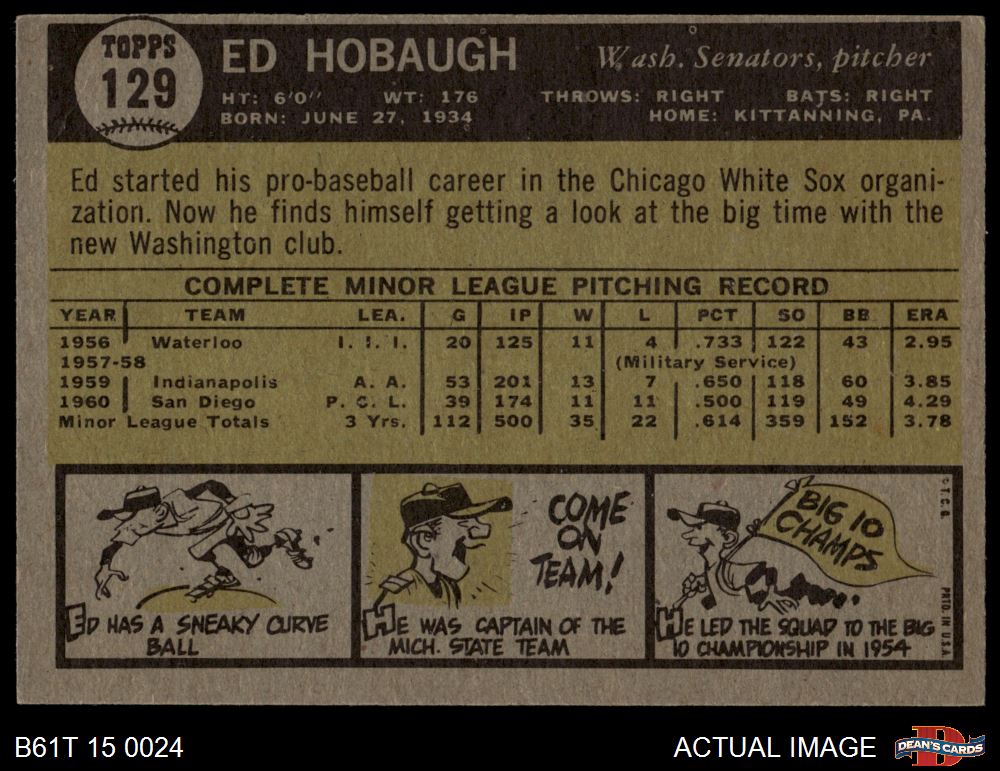 TOPPS
129
ED HOBAUGH
Wash. Senators, pitcher
HT: 6'0" WT: 176 THROWS: RIGHT BATS: RIGHT
BORN: JUNE 27, 1934 HOME: KITTANNING, PA.
Ed started his pro-baseball career in the Chicago White Sox organi-
zation. Now he finds himself getting a look at the big time with the
new Washington club.
COMPLETE MINOR LEAGUE PITCHING RECORD
YEAR TEAM LEA. G IP W L PCT SO BB ERA
1956 Waterloo I. I. I. 20 125 11 4 .733 122 43 2.95
1957-58 (Military Service)
1959 Indianapolis A. A. 53 201 13 7 .650 118 60 3.85
1960 San Diego P. C. L. 39 174 11 11 .500 119 49 4.29
Minor League Totals 3 Yrs. 112 500 35 22 .614 359 152 3.78
ED HAS A SNEAKY CURVE
BALL
COME
ON
TEAM!
HE WAS CAPTAIN OF THE
MICH. STATE TEAM
BIG 10
CHAMPS
HE LED THE SQUAD TO THE BIG
10 CHAMPIONSHIP IN 1954
© T. C. G.
PRTD. IN U.S.A.
B61T 15 0024
ACTUAL IMAGE
DEAN'S CARDS